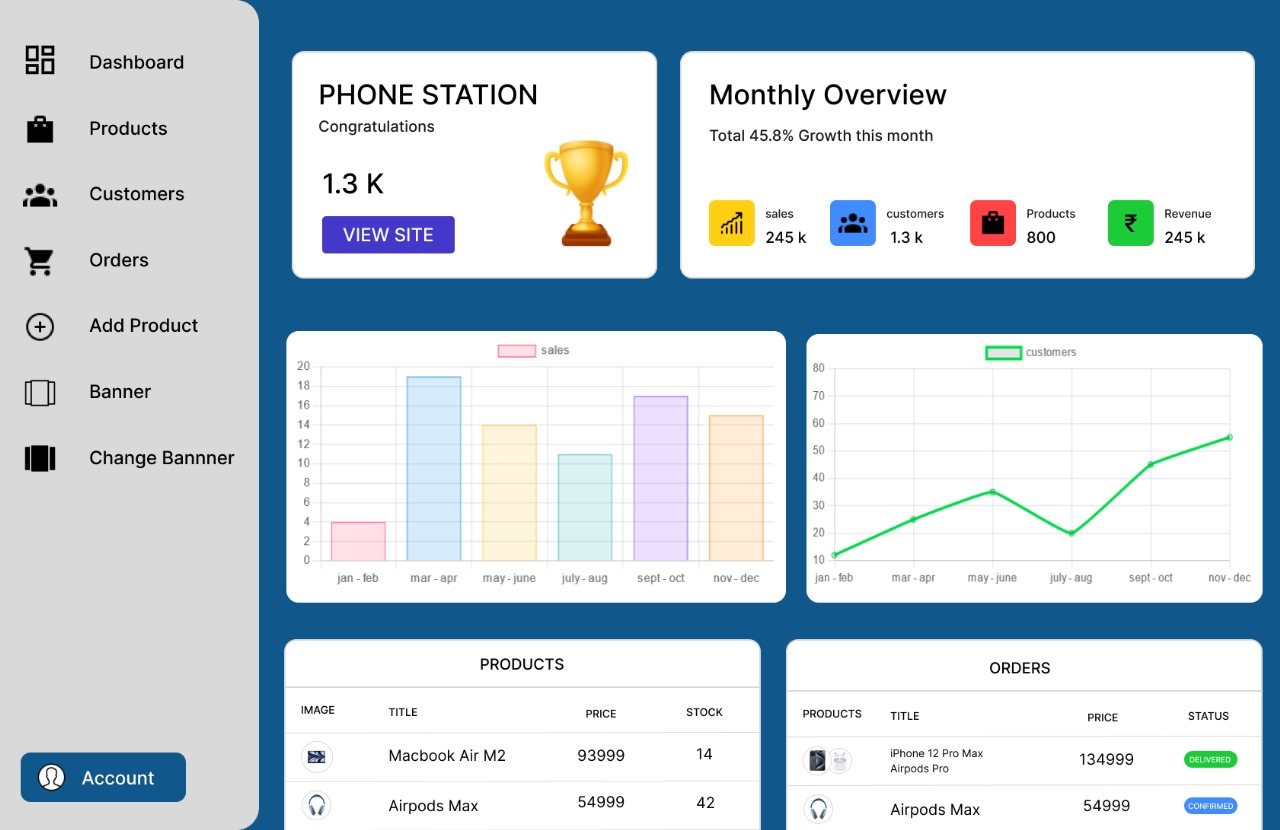 Dashboard
Products
Customers
Orders
Add Product
Banner
Change Bannner
Account
PHONE STATION
Congratulations
1.3 K
VIEW SITE
Monthly Overview
Total 45.8% Growth this month
sales
245 k
customers
1.3 k
Products
800
₹
Revenue
245 k
sales
20
18
16
14
12
10
8
6
4
2
0
jan - feb mar - apr may - june july - aug sept - oct nov - dec
customers
80
70
60
50
40
30
20
10
jan - feb mar - apr may - june july - aug sept - oct nov - dec
PRODUCTS
IMAGE TITLE PRICE STOCK
Macbook Air M2 93999 14
Airpods Max 54999 42
ORDERS
PRODUCTS TITLE PRICE STATUS
iPhone 12 Pro Max
Airpods Pro
134999 DELIVERED
Airpods Max 54999 CONFIRMED